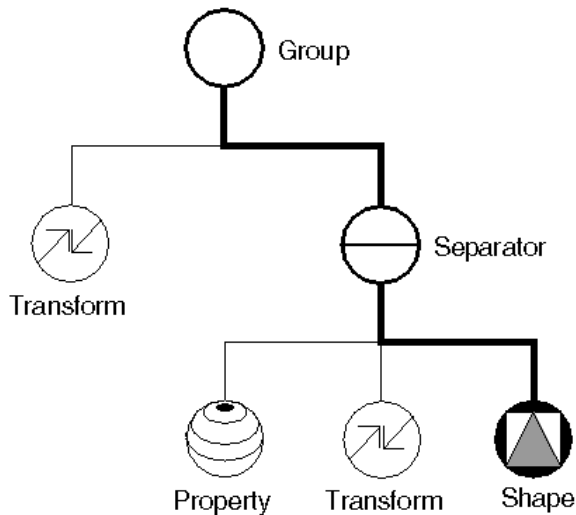 Group
Separator
Transform
Property
Transform
Shape